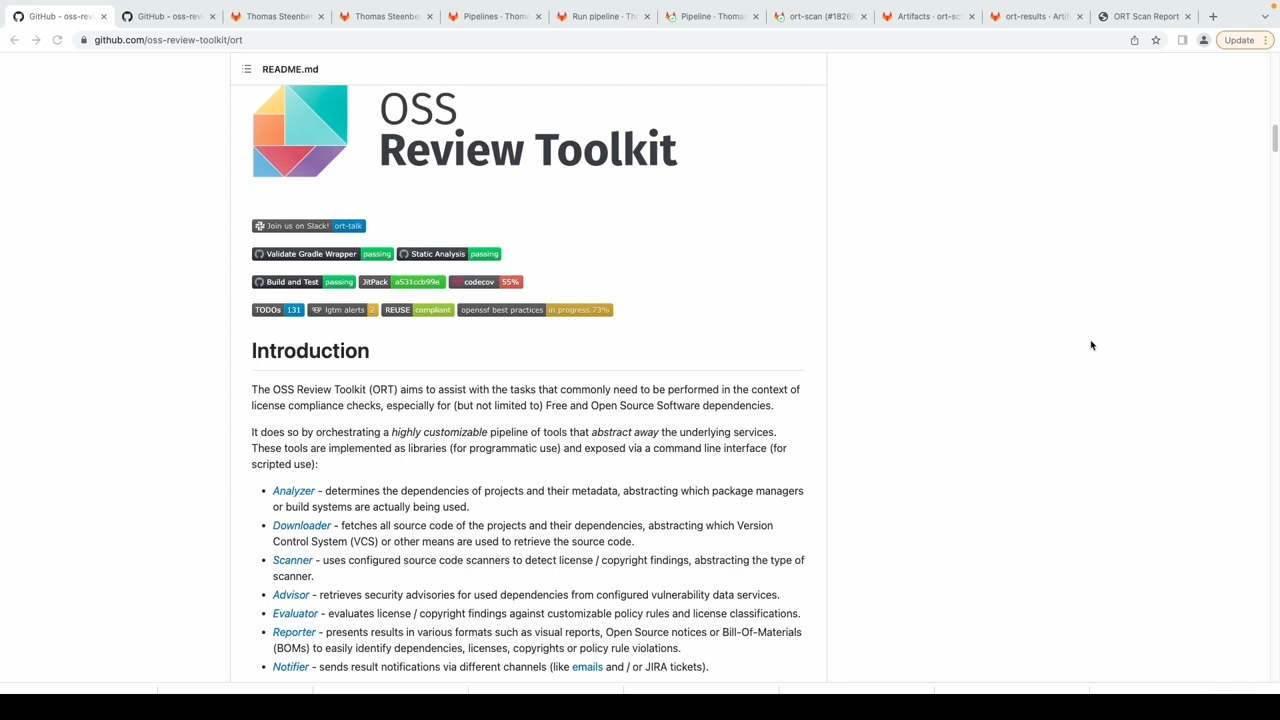 GitHub - oss-revi
GitHub - oss-revi
Thomas Steenber
Thomas Steenbe
Pipelines · Thoma
Run pipeline · Tho
Pipeline · Thoma
ort-scan (#1826
Artifacts · ort-sc
ort-results · Artif
ORT Scan Report
github.com/oss-review-toolkit/ort
Update
README.md
OSS
Review Toolkit
Join us on Slack! ort-talk
Validate Gradle Wrapper passing Static Analysis passing
Build and Test passing JitPack a531ccb99e codecov 55%
TODOs 131 lgtm alerts 2 REUSE compliant openssf best practices in progress 73%
Introduction
The OSS Review Toolkit (ORT) aims to assist with the tasks that commonly need to be performed in the context of
license compliance checks, especially for (but not limited to) Free and Open Source Software dependencies.
It does so by orchestrating a highly customizable pipeline of tools that abstract away the underlying services.
These tools are implemented as libraries (for programmatic use) and exposed via a command line interface (for
scripted use):
• Analyzer - determines the dependencies of projects and their metadata, abstracting which package managers
or build systems are actually being used.
• Downloader - fetches all source code of the projects and their dependencies, abstracting which Version
Control System (VCS) or other means are used to retrieve the source code.
• Scanner - uses configured source code scanners to detect license / copyright findings, abstracting the type of
scanner.
• Advisor - retrieves security advisories for used dependencies from configured vulnerability data services.
• Evaluator - evaluates license / copyright findings against customizable policy rules and license classifications.
• Reporter - presents results in various formats such as visual reports, Open Source notices or Bill-Of-Materials
(BOMs) to easily identify dependencies, licenses, copyrights or policy rule violations.
• Notifier - sends result notifications via different channels (like emails and / or JIRA tickets).